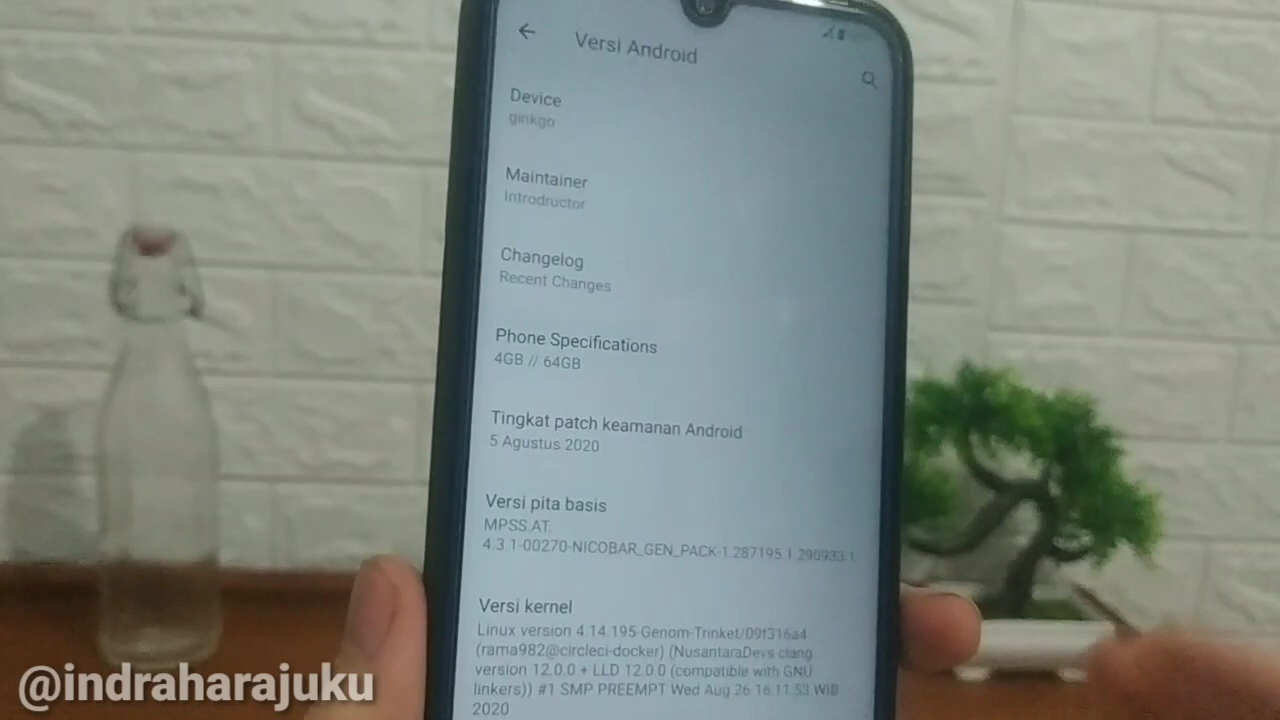 Versi Android
Device
ginkgo
Maintainer
Introdructor
Changelog
Recent Changes
Phone Specifications
4GB // 64GB
Tingkat patch keamanan Android
5 Agustus 2020
Versi pita basis
MPSS.AT.
4.3.1-00270-NICOBAR_GEN_PACK-1.287195.1.290933.1
Versi kernel
Linux version 4.14.195-Genom-Trinket/09f316a4
(rama982@circleci-docker) (NusantaraDevs clang
version 12.0.0 + LLD 12.0.0 (compatible with GNU
linkers)) #1 SMP PREEMPT Wed Aug 26 16:11:53 WIB
2020
@indraharajuku